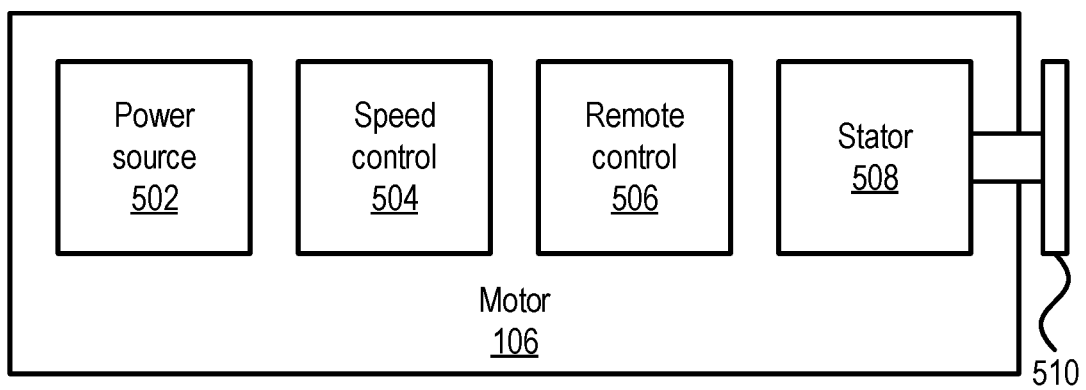 Power
source
502
Speed
control
504
Remote
control
506
Stator
508
Motor
106
510